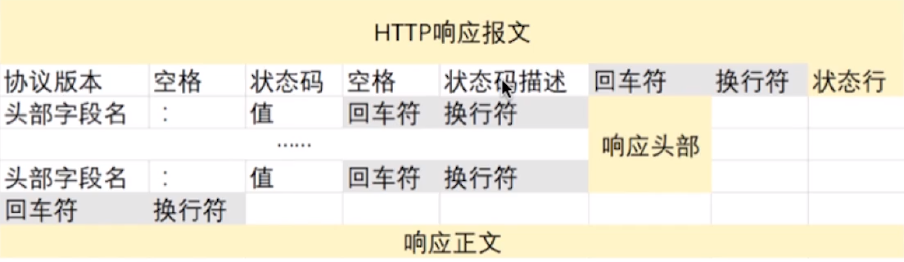 HTTP响应报文
协议版本 空格 状态码 空格 状态码描述 回车符 换行符 状态行
头部字段名 : 值 回车符 换行符
...... 响应头部
头部字段名 : 值 回车符 换行符
回车符 换行符
响应正文